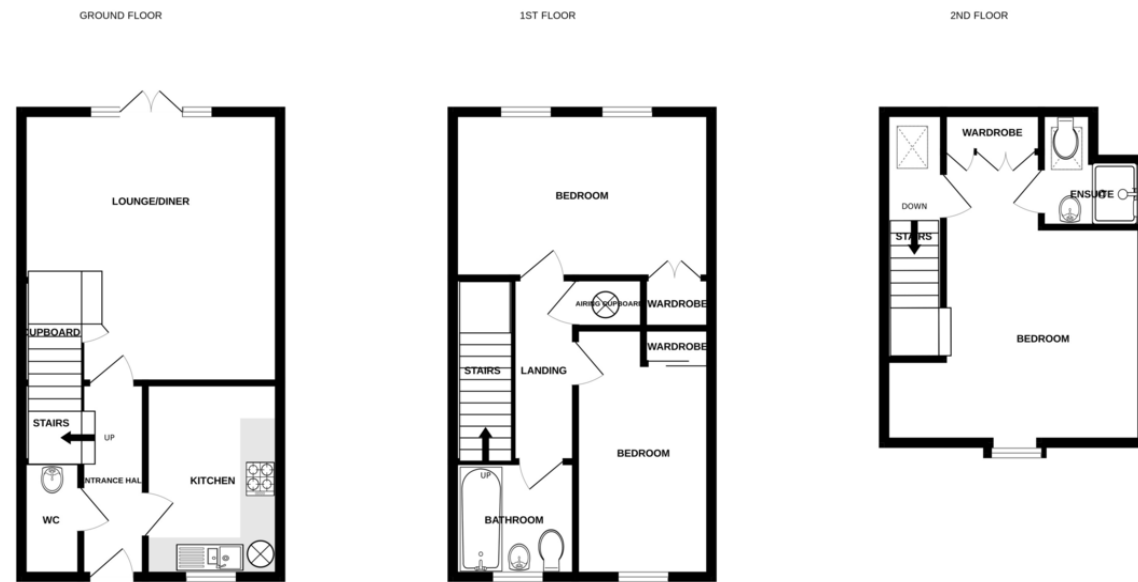 GROUND FLOOR
LOUNGE/DINER
CUPBOARD
STAIRS
UP
ENTRANCE HALL
KITCHEN
WC
1ST FLOOR
BEDROOM
AIRING CUPBOARD
WARDROBE
WARDROBE
STAIRS
LANDING
BEDROOM
UP
BATHROOM
2ND FLOOR
WARDROBE
ENSUITE
DOWN
STAIRS
BEDROOM